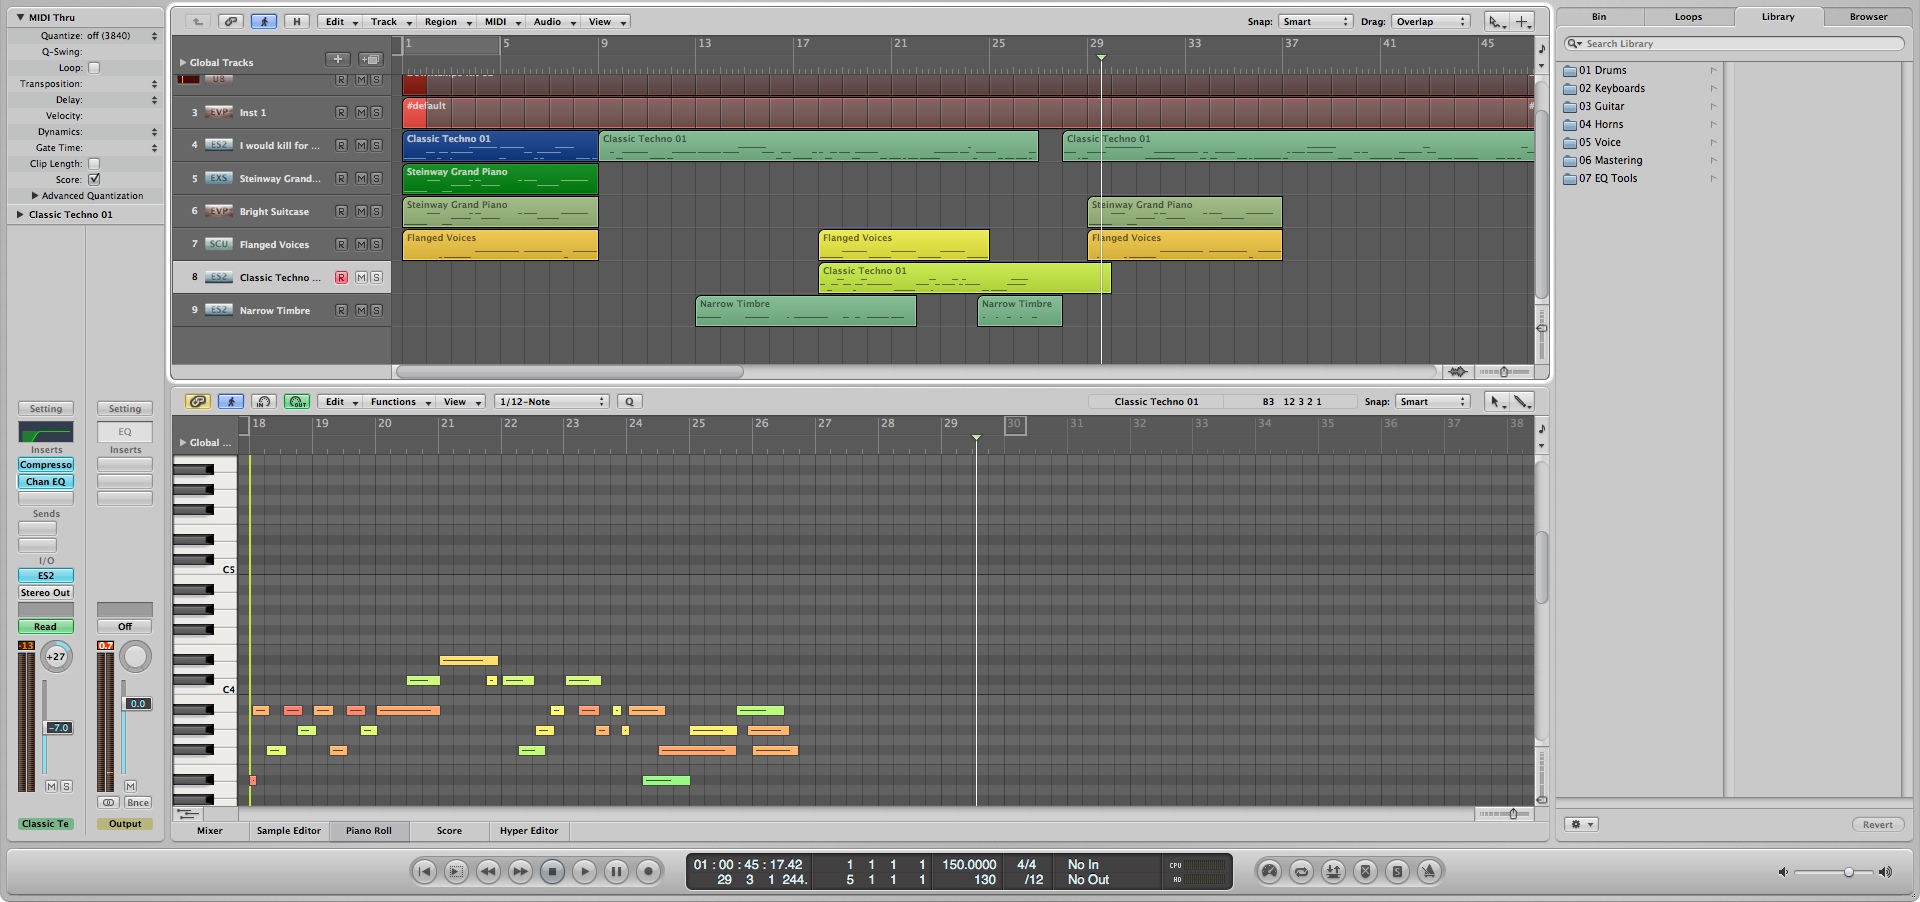 MIDI Thru
Quantize: off (3840)
Q-Swing:
Loop:
Transposition:
Delay:
Velocity:
Dynamics:
Gate Time:
Clip Length:
Score:
Advanced Quantization
Classic Techno 01
H Edit Track Region MIDI Audio View Snap: Smart Drag: Overlap
1 5 9 13 17 21 25 29 33 37 41 45
Global Tracks
U8 R M S
3 EVP Inst 1 R M S #default #
4 ES2 I would kill for ... R M S Classic Techno 01 Classic Techno 01 Classic Techno 01
5 EXS Steinway Grand... R M S Steinway Grand Piano
6 EVP Bright Suitcase R M S Steinway Grand Piano Steinway Grand Piano
7 SCU Flanged Voices R M S Flanged Voices Flanged Voices Flanged Voices
8 ES2 Classic Techno ... R M S Classic Techno 01
9 ES2 Narrow Timbre R M S Narrow Timbre Narrow Timbre
IN OUT Edit Functions View 1/12-Note Q Classic Techno 01 B3 12 3 2 1 Snap: Smart
18 19 20 21 22 23 24 25 26 27 28 29 30 31 32 33 34 35 36 37 38
Global ...
C5
C4
Setting Setting
EQ
Inserts Inserts
Compresso
Chan EQ
Sends
I/O
ES2
Stereo Out
Read Off
-13 +27 0.7
0.0
-7.0
M S M
Bnce
Classic Te Output
Mixer Sample Editor Piano Roll Score Hyper Editor
01 : 00 : 45 : 17.42 1 1 1 1 150.0000 4/4 No In CPU
29 3 1 244. 5 1 1 1 130 /12 No Out HD
S
Bin Loops Library Browser
Search Library
01 Drums
02 Keyboards
03 Guitar
04 Horns
05 Voice
06 Mastering
07 EQ Tools
Revert